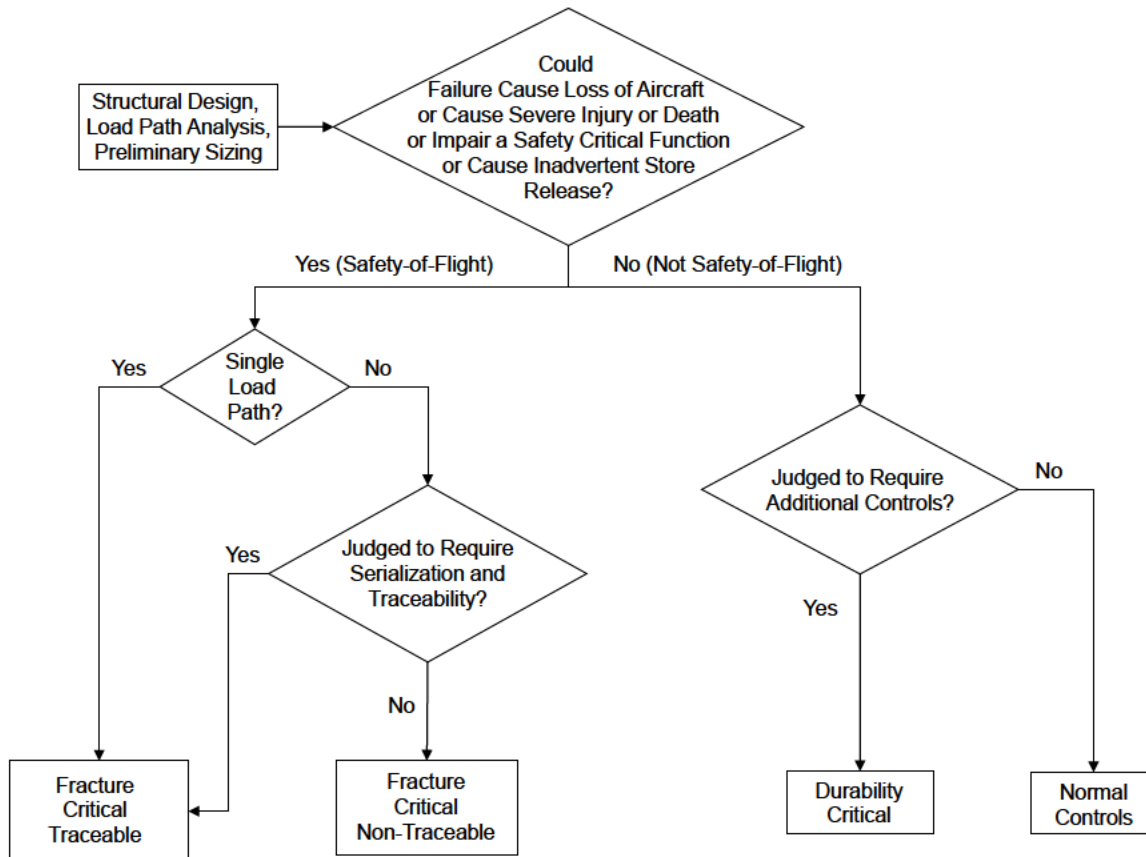 Structural Design,
Load Path Analysis,
Preliminary Sizing
Could
Failure Cause Loss of Aircraft
or Cause Severe Injury or Death
or Impair a Safety Critical Function
or Cause Inadvertent Store
Release?
Yes (Safety-of-Flight)
No (Not Safety-of-Flight)
Yes
Single
Load
Path?
No
Yes
Judged to Require
Serialization and
Traceability?
No
Judged to Require
Additional Controls?
No
Yes
Fracture
Critical
Traceable
Fracture
Critical
Non-Traceable
Durability
Critical
Normal
Controls